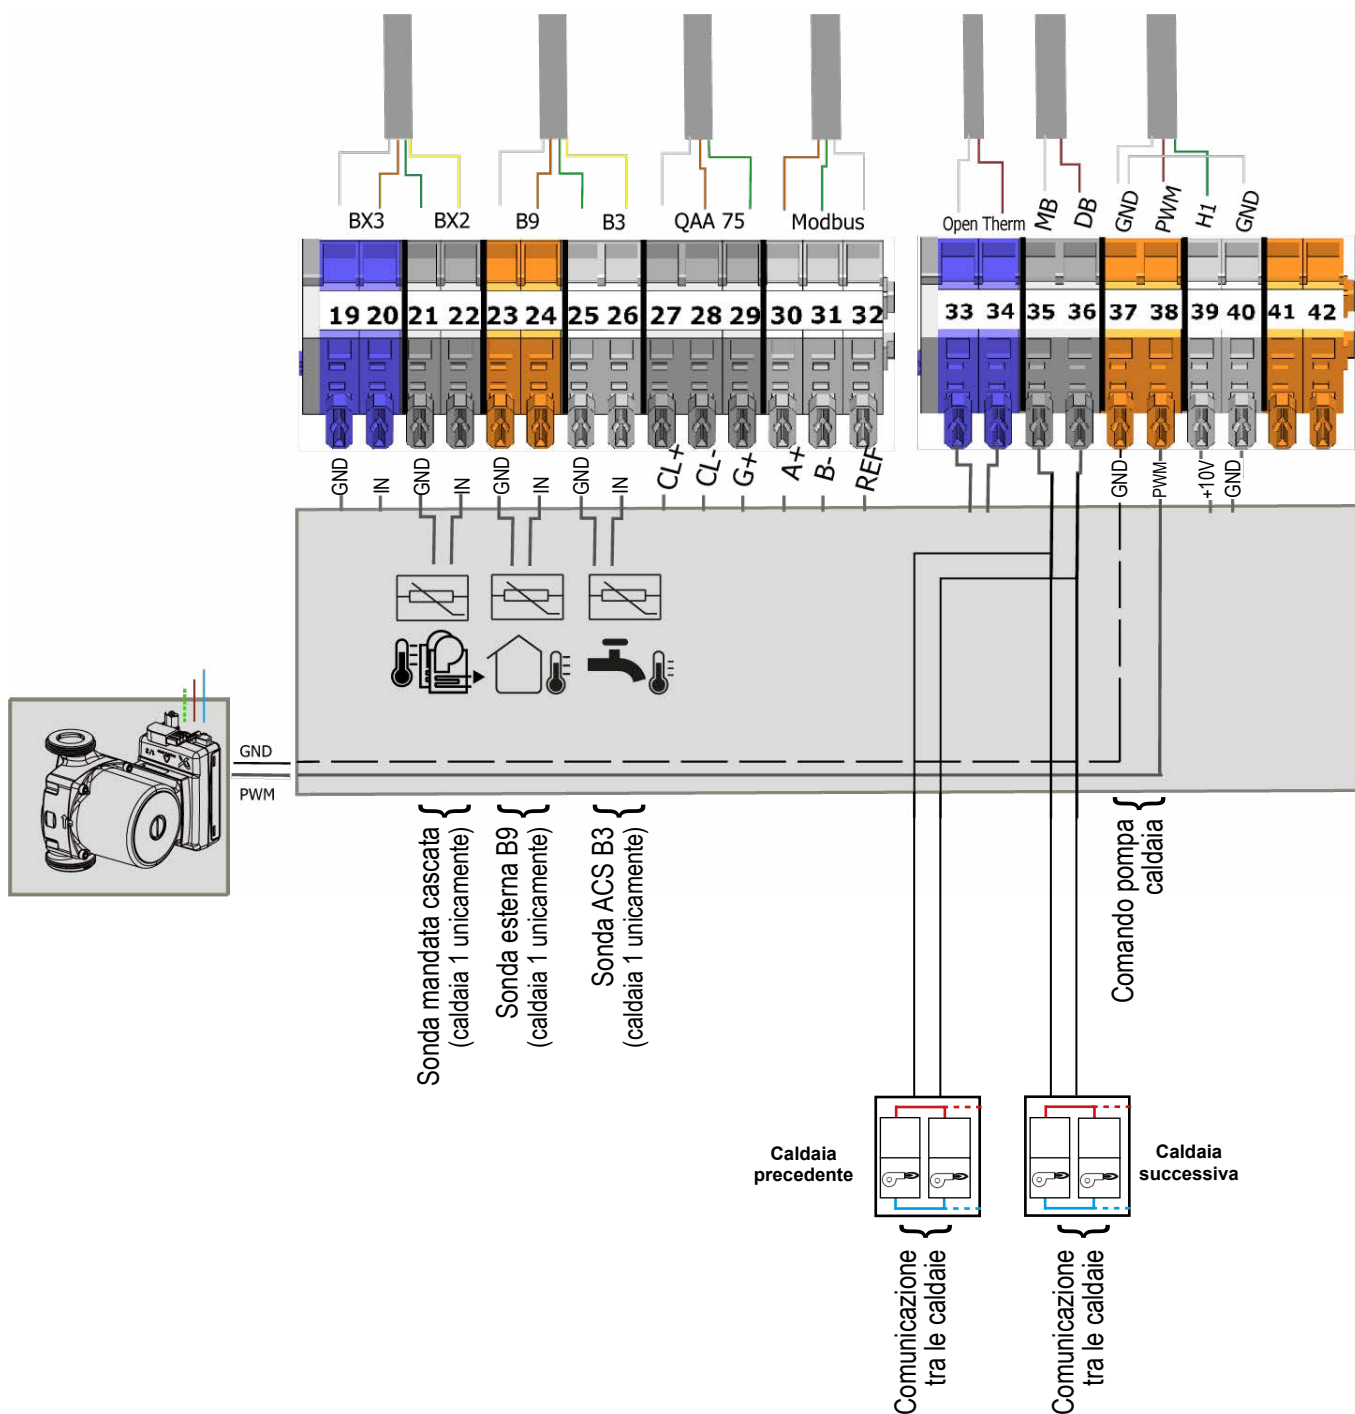 BX3 BX2 B9 B3 QAA 75 Modbus
Open Therm MB DB GND PWM H1 GND
19 20 21 22 23 24 25 26 27 28 29 30 31 32
33 34 35 36 37 38 39 40 41 42
GND IN GND IN GND IN GND IN CL+ CL- G+ A+ B- REF
GND PWM +10V GND
GND
PWM
Sonda mandata cascata
(caldaia 1 unicamente)
Sonda esterna B9
(caldaia 1 unicamente)
Sonda ACS B3
(caldaia 1 unicamente)
Comando pompa
caldaia
Caldaia
precedente
Caldaia
successiva
Comunicazione
tra le caldaie
Comunicazione
tra le caldaie